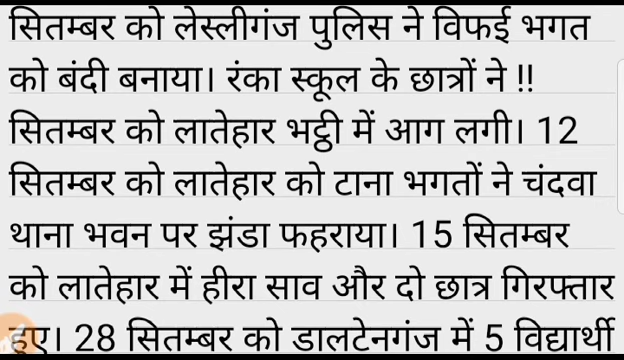 सितम्बर को लेस्लीगंज पुलिस ने विफई भगत
को बंदी बनाया। रंका स्कूल के छात्रों ने !!
सितम्बर को लातेहार भट्ठी में आग लगी। 12
सितम्बर को लातेहार को टाना भगतों ने चंदवा
थाना भवन पर झंडा फहराया। 15 सितम्बर
को लातेहार में हीरा साव और दो छात्र गिरफ्तार
हुए। 28 सितम्बर को डालटेनगंज में 5 विद्यार्थी